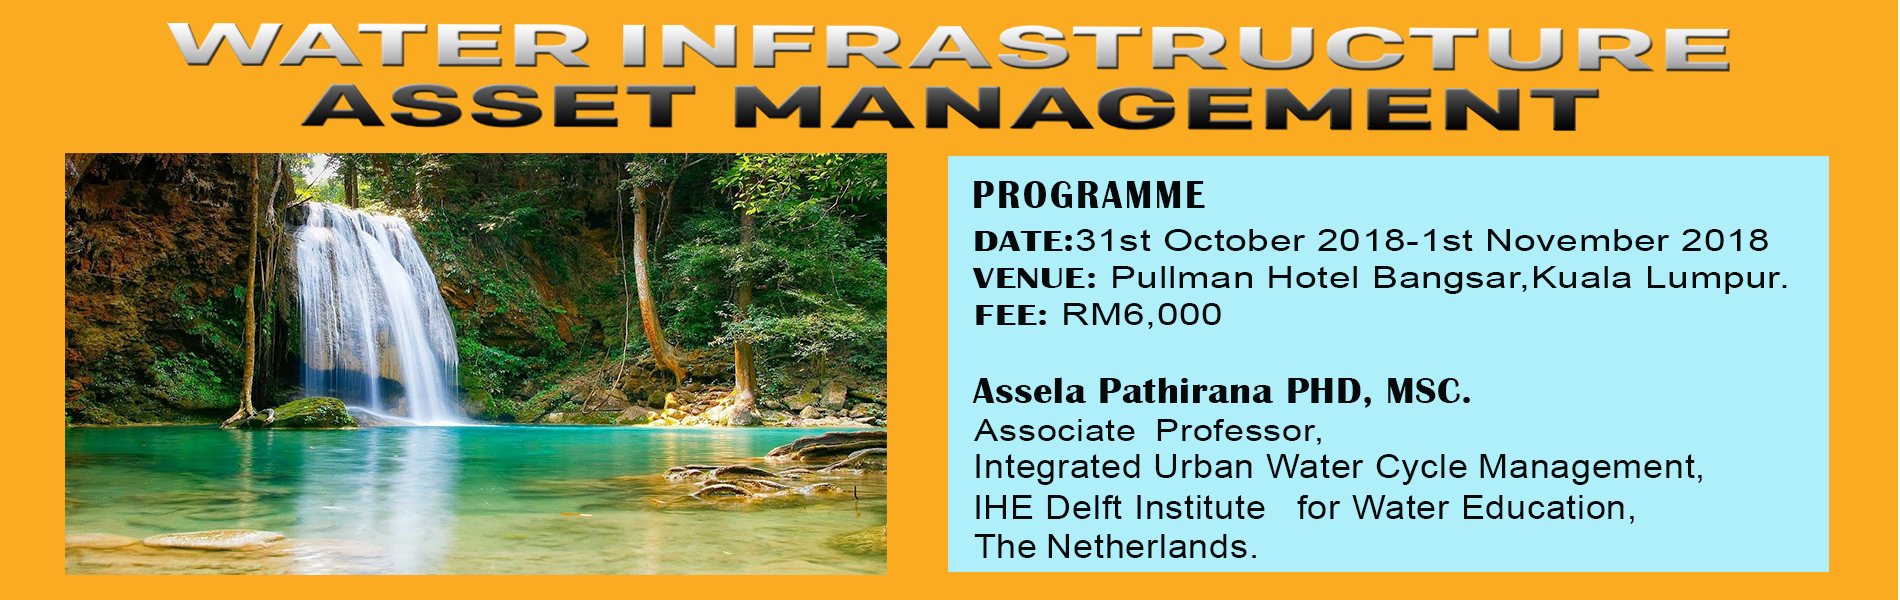 WATER INFRASTRUCTURE
ASSET MANAGEMENT
PROGRAMME
DATE:31st October 2018-1st November 2018
VENUE: Pullman Hotel Bangsar,Kuala Lumpur.
FEE: RM6,000
Assela Pathirana PHD, MSC.
Associate Professor,
Integrated Urban Water Cycle Management,
IHE Delft Institute for Water Education,
The Netherlands.